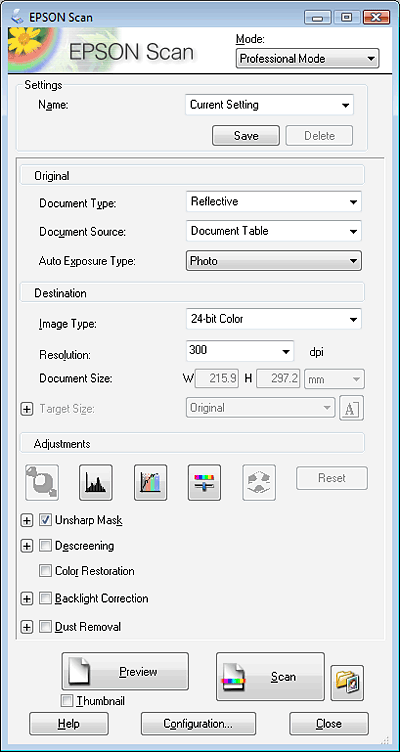 EPSON Scan
EPSON Scan
Mode:
Professional Mode
Settings
Name:
Current Setting
Save
Delete
Original
Document Type:
Reflective
Document Source:
Document Table
Auto Exposure Type:
Photo
Destination
Image Type:
24-bit Color
Resolution:
300
dpi
Document Size:
W 215.9 H 297.2 mm
Target Size:
Original
A
Adjustments
Reset
Unsharp Mask
Descreening
Color Restoration
Backlight Correction
Dust Removal
Preview
Scan
Thumbnail
Help
Configuration...
Close